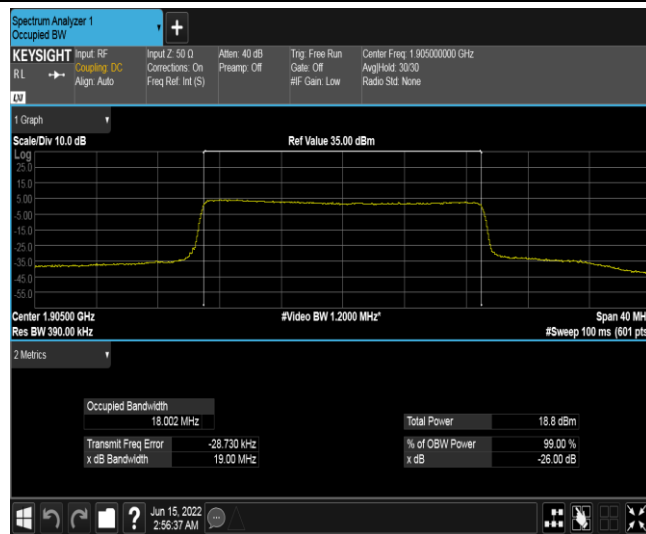 Spectrum Analyzer 1
Occupied BW
+
KEYSIGHT Input: RF Input Z: 50 Ω Atten: 40 dB Trig: Free Run Center Freq: 1.905000000 GHz
RL Coupling: DC Corrections: On Preamp: Off Gate: Off Avg|Hold: 30/30
Align: Auto Freq Ref: Int (S) #IF Gain: Low Radio Std: None
LXI
1 Graph
Scale/Div 10.0 dB Ref Value 35.00 dBm
Log
25.0
15.0
5.00
-5.00
-15.0
-25.0
-35.0
-45.0
-55.0
Center 1.90500 GHz #Video BW 1.2000 MHz* Span 40 MH
Res BW 390.00 kHz #Sweep 100 ms (601 pts
2 Metrics
Occupied Bandwidth
18.002 MHz Total Power 18.8 dBm
Transmit Freq Error -28.730 kHz % of OBW Power 99.00 %
x dB Bandwidth 19.00 MHz x dB -26.00 dB
? Jun 15, 2022
2:56:37 AM